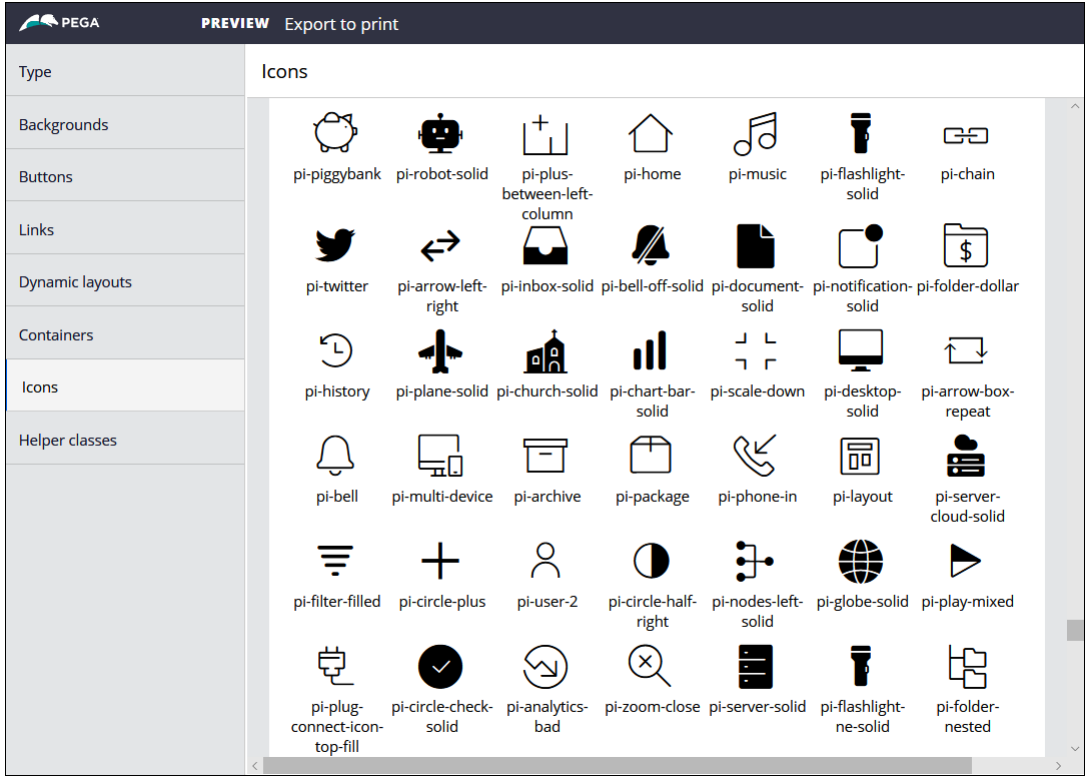 PEGA PREVIEW Export to print
Type
Icons
Backgrounds
Buttons
Links
Dynamic layouts
Containers
Icons
Helper classes
pi-piggybank pi-robot-solid pi-plus- pi-home pi-music pi-flashlight- pi-chain
between-left- solid
column
pi-twitter pi-arrow-left- pi-inbox-solid pi-bell-off-solid pi-document- pi-notification- pi-folder-dollar
right solid solid
$
pi-history pi-plane-solid pi-church-solid pi-chart-bar- pi-scale-down pi-desktop- pi-arrow-box-
solid solid repeat
pi-bell pi-multi-device pi-archive pi-package pi-phone-in pi-layout pi-server-
cloud-solid
pi-filter-filled pi-circle-plus pi-user-2 pi-circle-half- pi-nodes-left- pi-globe-solid pi-play-mixed
right solid
pi-plug- pi-circle-check- pi-analytics- pi-zoom-close pi-server-solid pi-flashlight- pi-folder-
connect-icon- solid bad ne-solid nested
top-fill